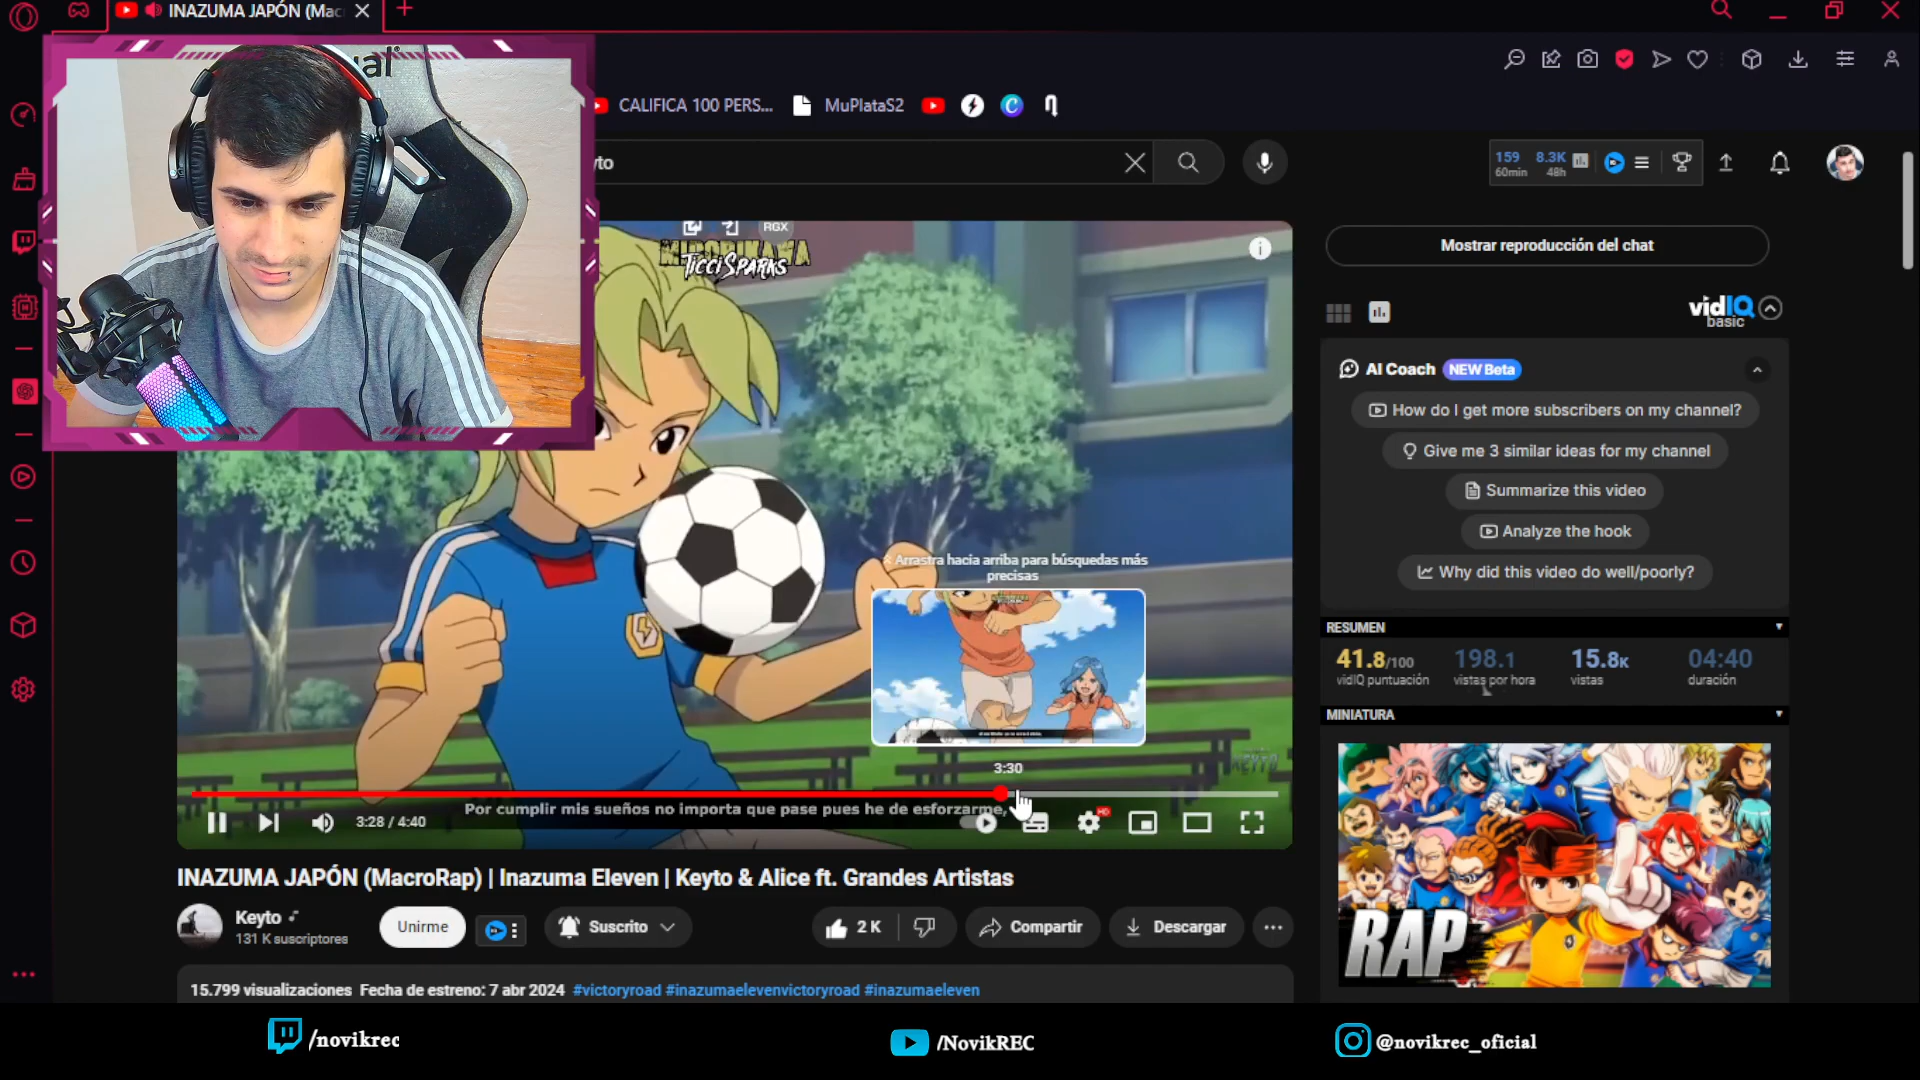 INAZUMA JAPÓN (Mac
CALIFICA 100 PERS...
MuPlataS2
yto
159
60min
8.3K
48h
RGX
TICCISPARKS
Mostrar reproducción del chat
vidIQ
basic
AI Coach NEW Beta
How do I get more subscribers on my channel?
Give me 3 similar ideas for my channel
Summarize this video
Analyze the hook
Why did this video do well/poorly?
Arrastra hacia arriba para búsquedas más
precisas
RESUMEN
41.8/100
vidIQ puntuación
198.1
vistas por hora
15.8K
vistas
04:40
duración
MINIATURA
RAP
3:30
KEYTO
Por cumplir mis sueños no importa que pase pues he de esforzarme,
3:28 / 4:40
HD
INAZUMA JAPÓN (MacroRap) | Inazuma Eleven | Keyto & Alice ft. Grandes Artistas
Keyto
131 K suscriptores
Unirme
Suscrito
2 K
Compartir
Descargar
15.799 visualizaciones Fecha de estreno: 7 abr 2024 #victoryroad #inazumaelevenvictoryroad #inazumaeleven
/novikrec
/NovikREC
@novikrec_oficial